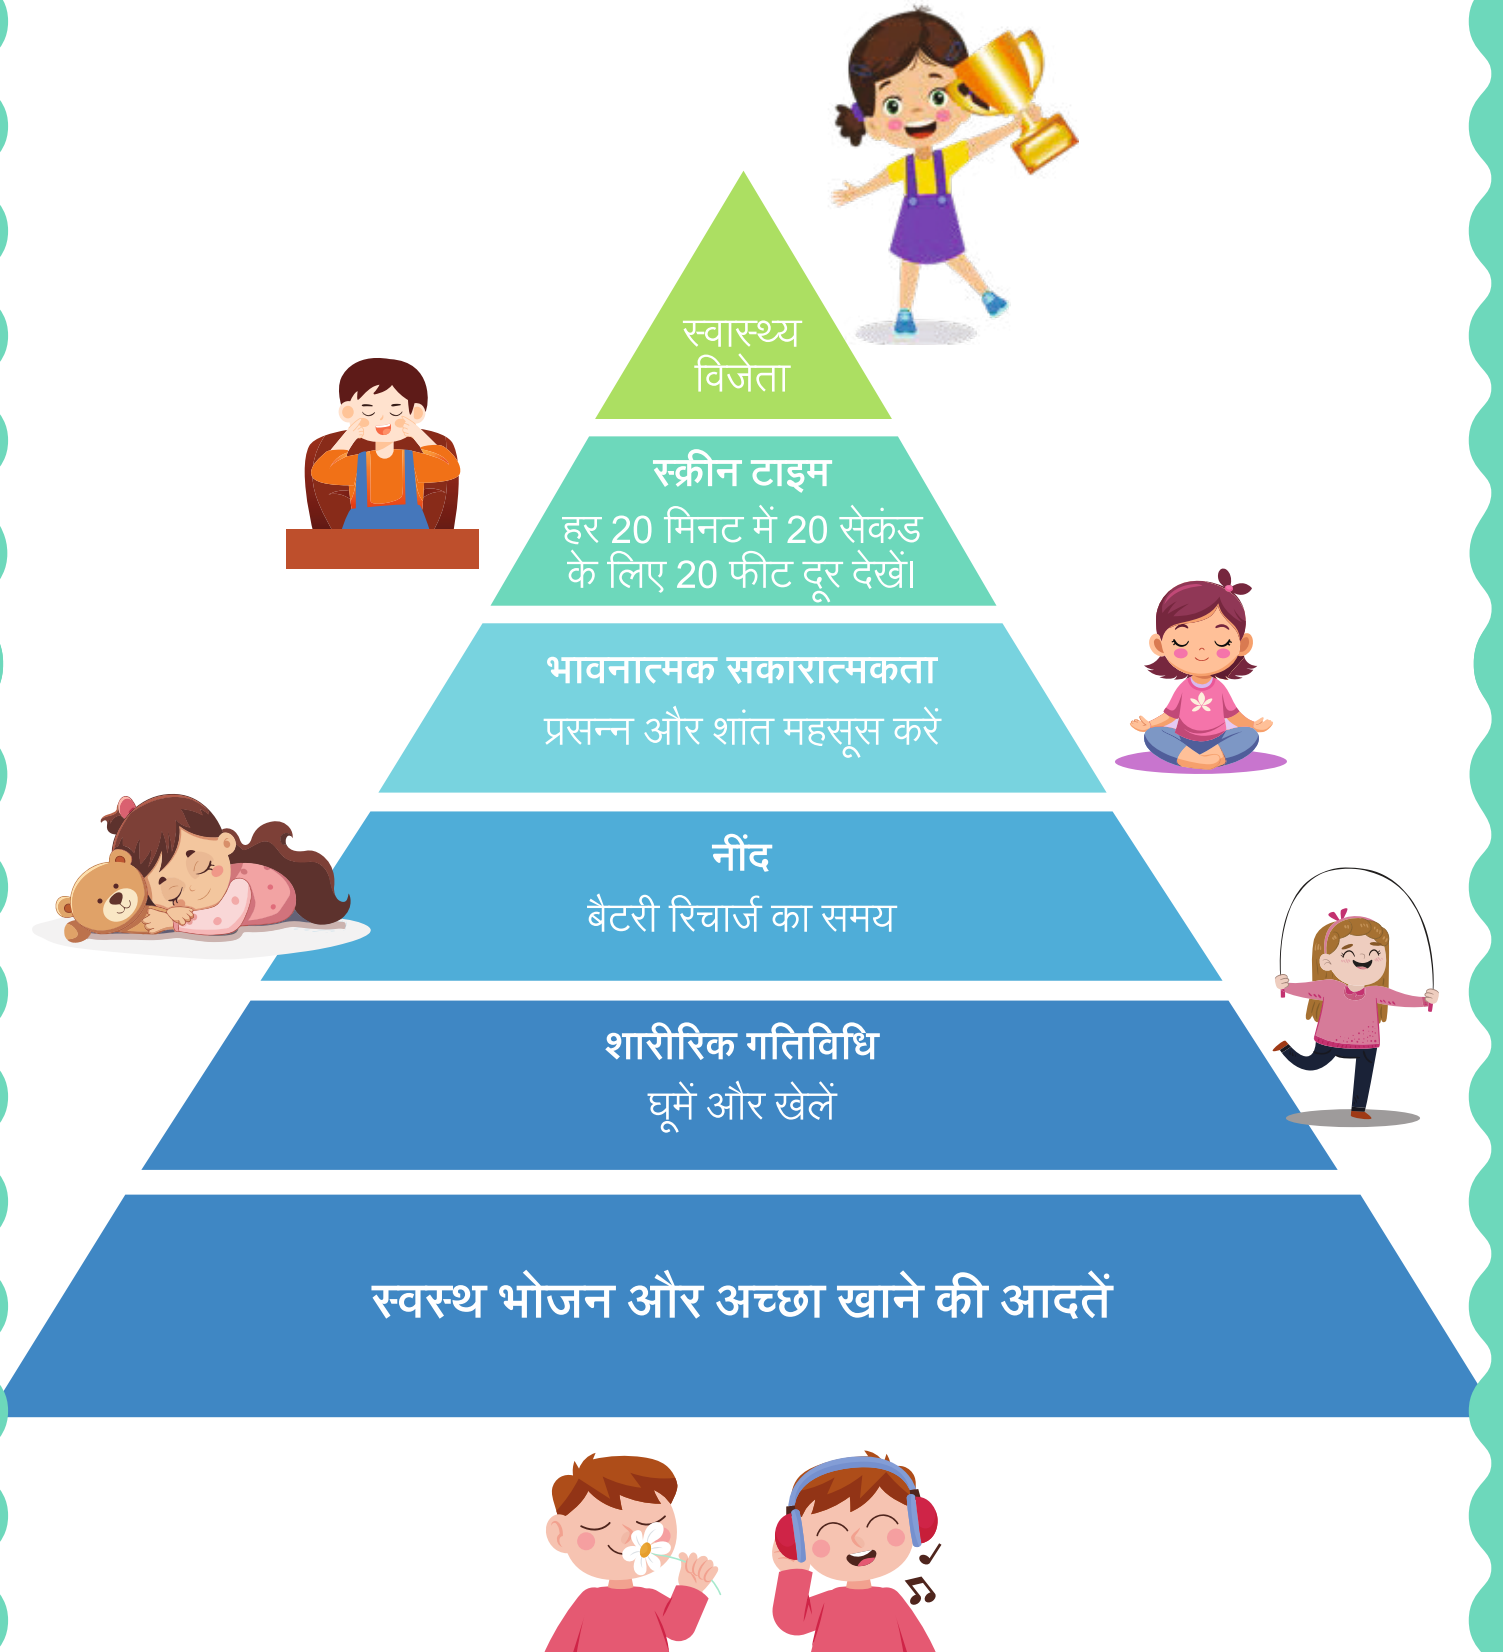 स्वास्थ्य
विजेता
स्क्रीन टाइम
हर 20 मिनट में 20 सेकंड
के लिए 20 फीट दूर देखें।
भावनात्मक सकारात्मकता
प्रसन्न और शांत महसूस करें
नींद
बैटरी रिचार्ज का समय
शारीरिक गतिविधि
घूमें और खेलें
स्वस्थ भोजन और अच्छा खाने की आदतें